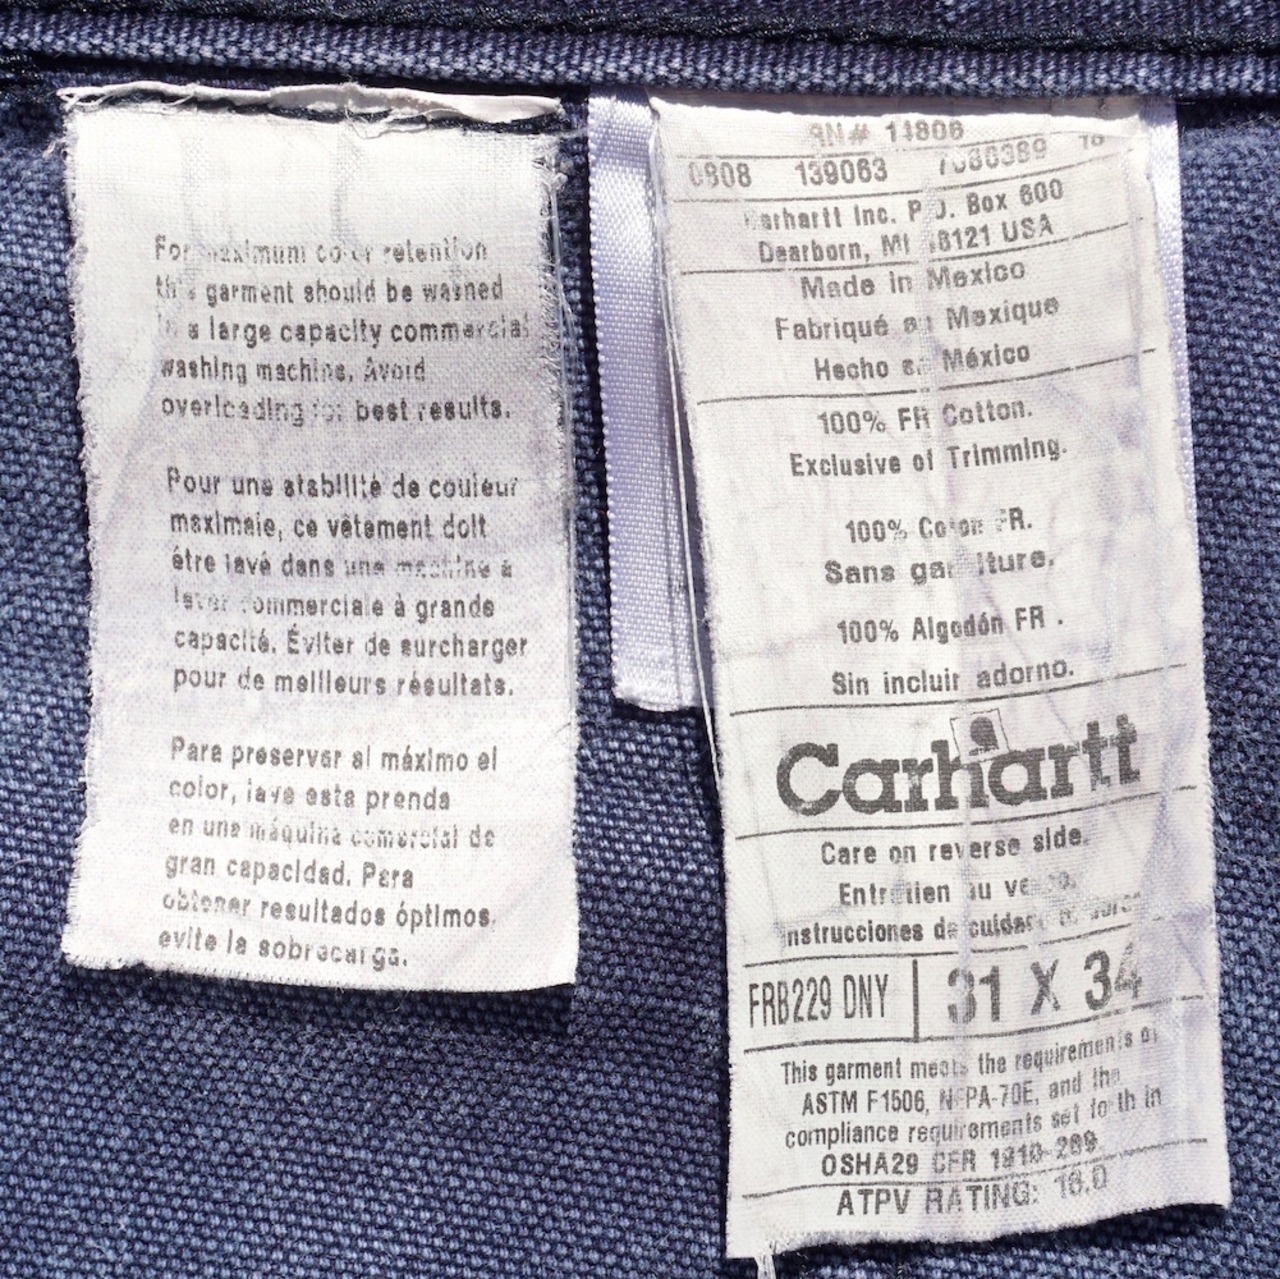 For maximum color retention
this garment should be washed
in a large capacity commercial
washing machine. Avoid
overloading for best results.
Pour une stabilité de couleur
maximale, ce vêtement doit
être lavé dans une machine à
laver commerciale à grande
capacité. Éviter de surcharger
pour de meilleurs résultats.
Para preservar al máximo el
color, lave esta prenda
en una máquina comercial de
gran capacidad. Para
obtener resultados óptimos,
evite la sobrecarga.
RN# 14806
0808 139063
Carhartt Inc. P.O. Box 600
Dearborn, MI 48121 USA
Made in Mexico
Fabriqué au Mexique
Hecho en México
100% FR Cotton.
Exclusive of Trimming.
100% Coton FR.
Sans garniture.
100% Algodón FR.
Sin incluir adorno.
Carhartt
Care on reverse side.
Entretien au verso.
Instrucciones de cuidado
FRB229 DNY 31 X 34
This garment meets the requirements of
ASTM F1506, NFPA-70E, and the
compliance requirements set forth in
OSHA29 CFR 1910-269
ATPV RATING: